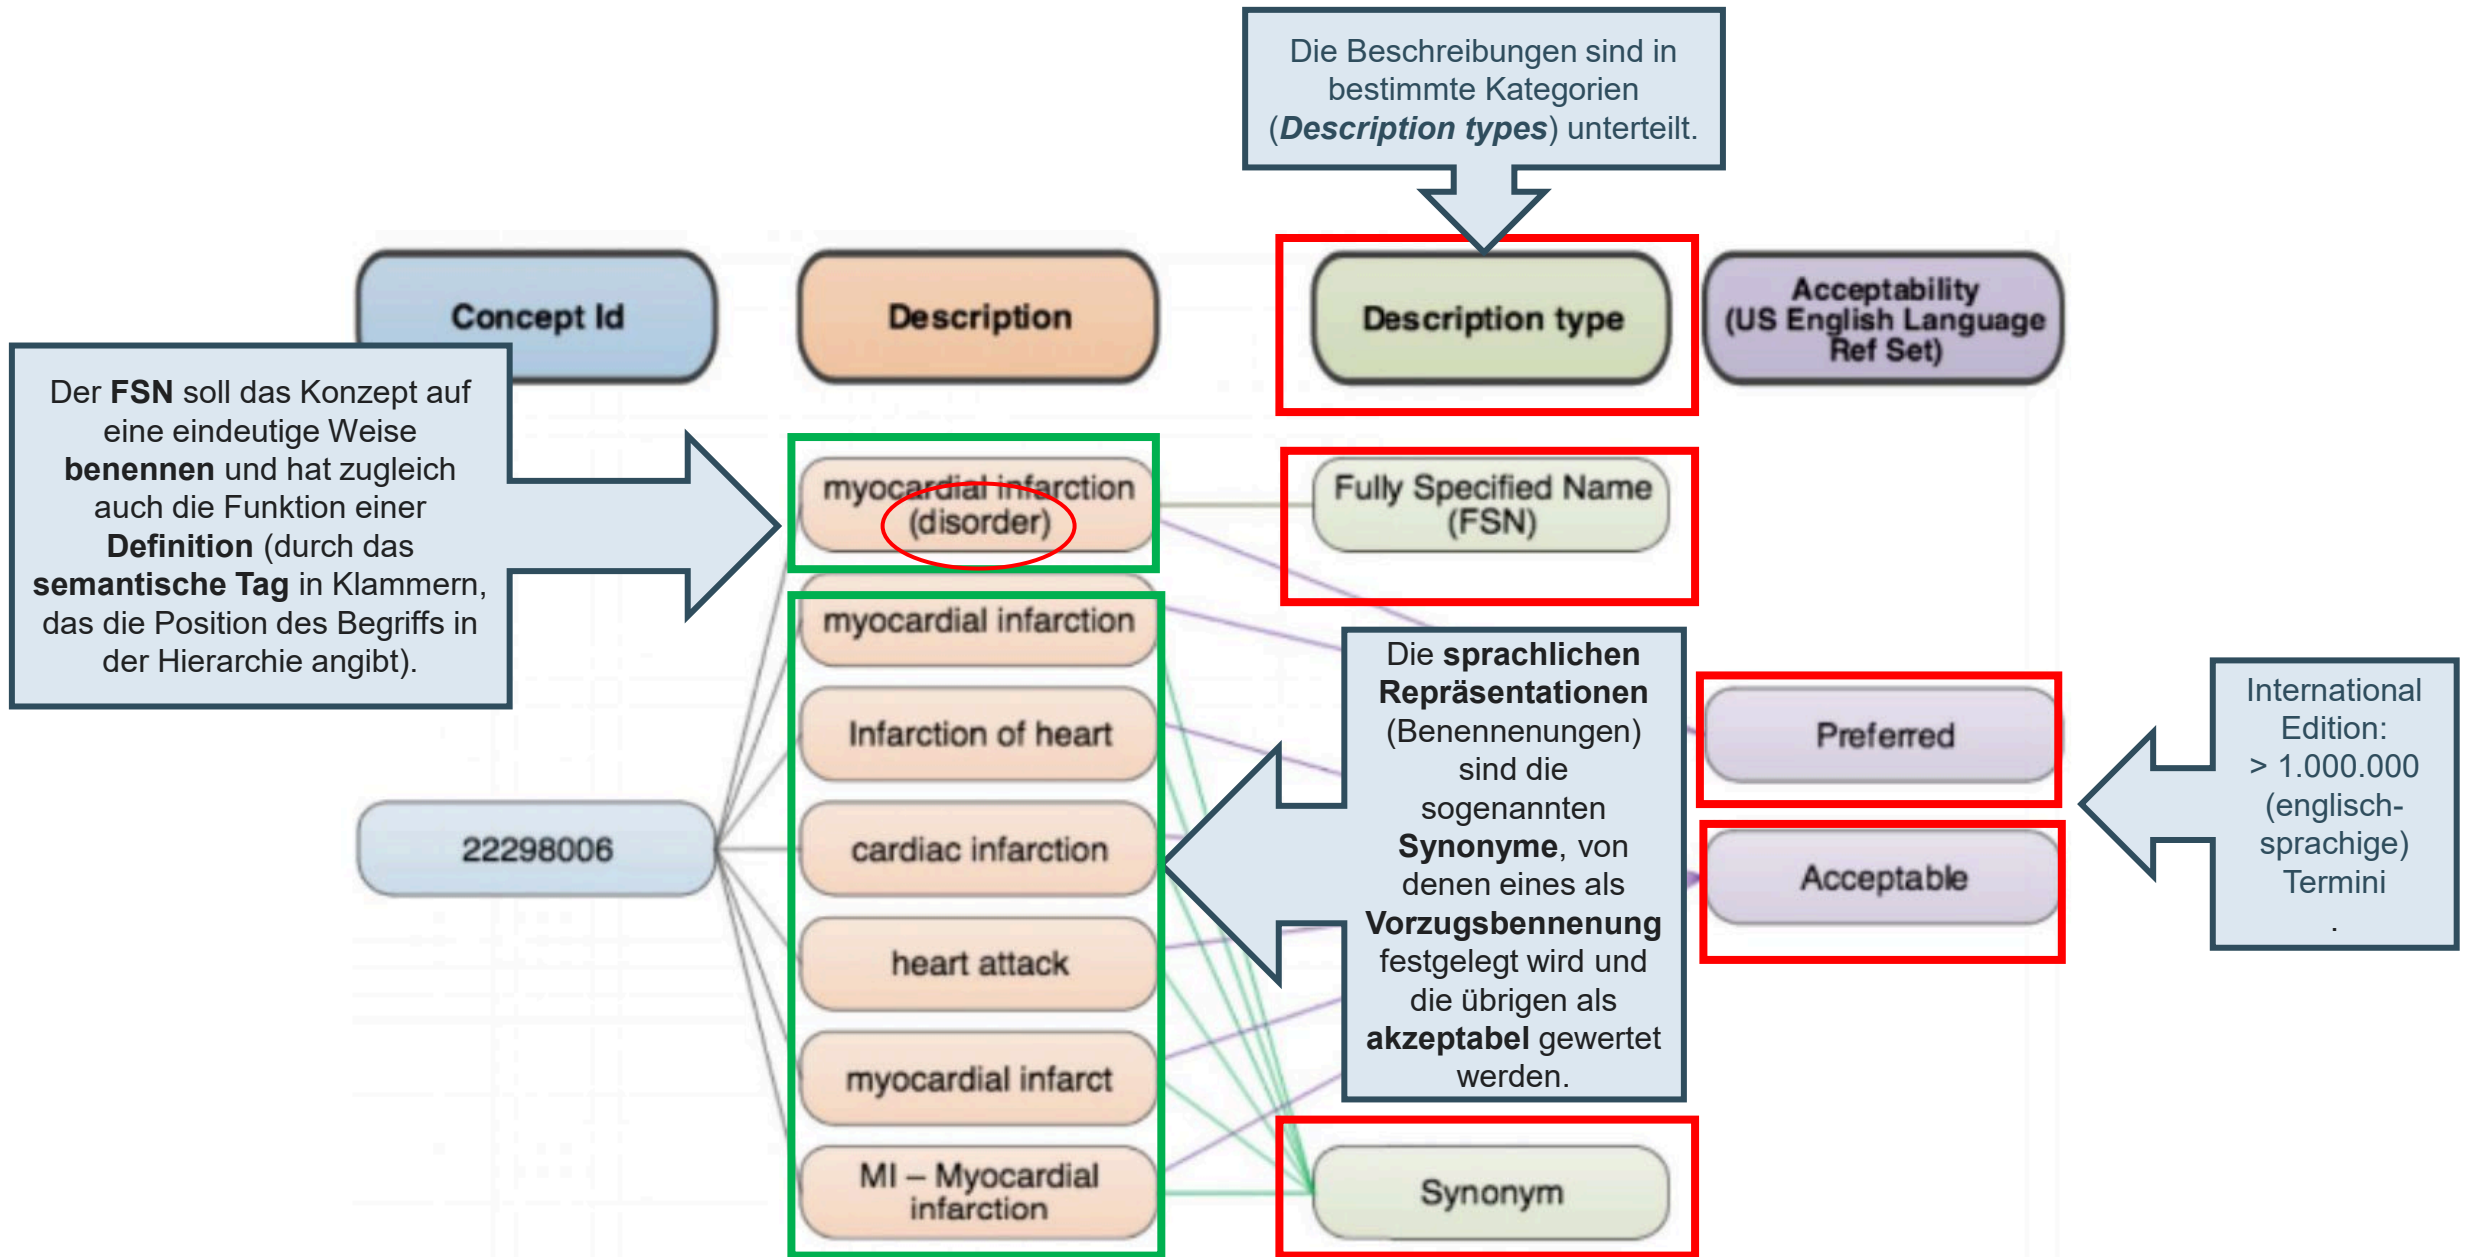 Die Beschreibungen sind in
bestimmte Kategorien
(Description types) unterteilt.
Concept Id
Description
Description type
Acceptability
(US English Language
Ref Set)
Der FSN soll das Konzept auf
eine eindeutige Weise
benennen und hat zugleich
auch die Funktion einer
Definition (durch das
semantische Tag in Klammern,
das die Position des Begriffs in
der Hierarchie angibt).
myocardial infarction
(disorder)
Fully Specified Name
(FSN)
myocardial infarction
Infarction of heart
cardiac infarction
heart attack
myocardial infarct
MI – Myocardial
infarction
22298006
Die sprachlichen
Repräsentationen
(Benennenungen)
sind die
sogenannten
Synonyme, von
denen eines als
Vorzugsbennenung
festgelegt wird und
die übrigen als
akzeptabel gewertet
werden.
Preferred
Acceptable
Synonym
International
Edition:
> 1.000.000
(englisch-
sprachige)
Termini
.